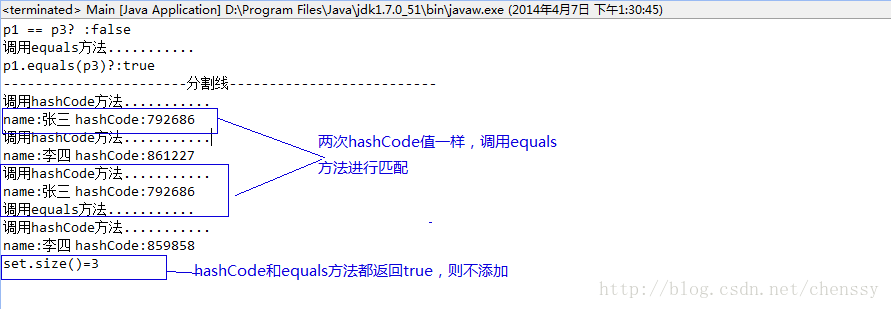 <terminated> Main [Java Application] D:\Program Files\Java\jdk1.7.0_51\bin\javaw.exe (2014年4月7日 下午1:30:45)
p1 == p3? :false
调用equals方法...........
p1.equals(p3)?:true
-----------------------分割线--------------------------
调用hashCode方法...........
name:张三 hashCode:792686
调用hashCode方法...........
name:李四 hashCode:861227
调用hashCode方法...........
name:张三 hashCode:792686
调用equals方法...........
调用hashCode方法...........
name:李四 hashCode:859858
set.size()=3
两次hashCode值一样，调用equals
方法进行匹配
hashCode和equals方法都返回true，则不添加
http://blog.csdn.net/chenssy